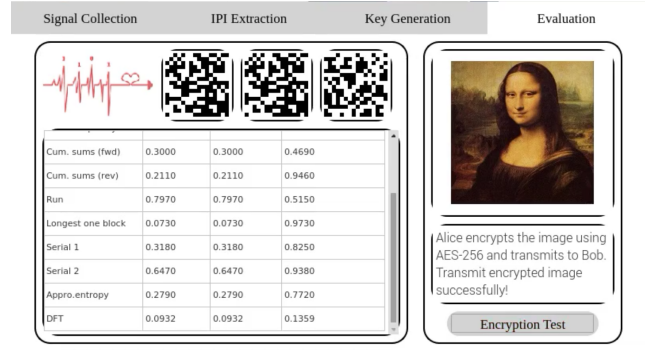 Signal Collection IPI Extraction Key Generation Evaluation
Cum. sums (fwd) 0.3000 0.3000 0.4690
Cum. sums (rev) 0.2110 0.2110 0.9460
Run 0.7970 0.7970 0.5150
Longest one block 0.0730 0.0730 0.9730
Serial 1 0.3180 0.3180 0.8250
Serial 2 0.6470 0.6470 0.9380
Appro.entropy 0.2790 0.2790 0.7720
DFT 0.0932 0.0932 0.1359
Alice encrypts the image using
AES-256 and transmits to Bob.
Transmit encrypted image
successfully!
Encryption Test